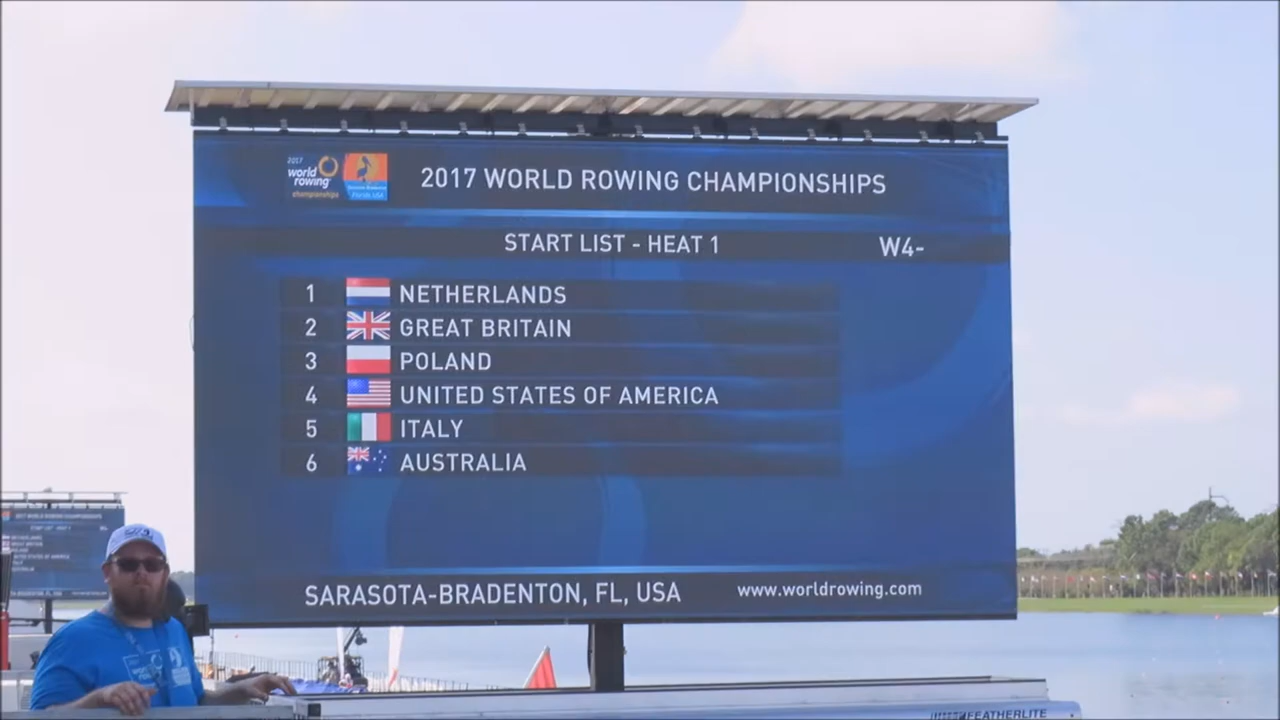 2017
world
rowing
championships
2017 WORLD ROWING CHAMPIONSHIPS
START LIST - HEAT 1 W4-
1 NETHERLANDS
2 GREAT BRITAIN
3 POLAND
4 UNITED STATES OF AMERICA
5 ITALY
6 AUSTRALIA
SARASOTA-BRADENTON, FL, USA www.worldrowing.com
FEATHERLITE